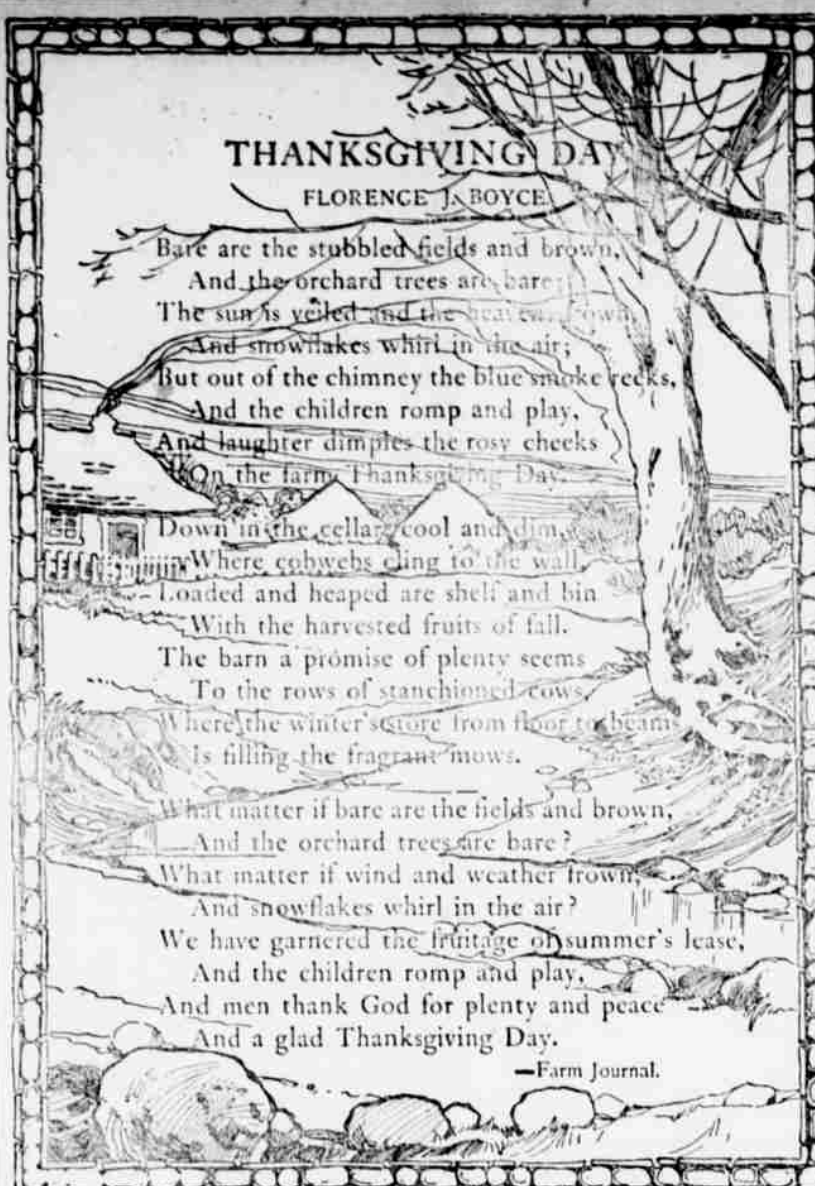 THANKSGIVING DAY
FLORENCE J. BOYCE
Bare are the stubbled fields and brown,
And the orchard trees are bare;
The sun is veiled and the heavens frown,
And snowflakes whirl in the air;
But out of the chimney the blue smoke reeks,
And the children romp and play,
And laughter dimples the rosy cheeks
On the farm Thanksgiving Day.
Down in the cellar, cool and dim,
Where cobwebs cling to the wall,
Loaded and heaped are shelf and bin
With the harvested fruits of fall.
The barn a promise of plenty seems
To the rows of stanchioned cows,
Where the winter's store from floor to beams
Is filling the fragrant mows.
What matter if bare are the fields and brown,
And the orchard trees are bare?
What matter if wind and weather frown,
And snowflakes whirl in the air?
We have garnered the fruitage of summer's lease,
And the children romp and play,
And men thank God for plenty and peace
And a glad Thanksgiving Day.
—Farm Journal.